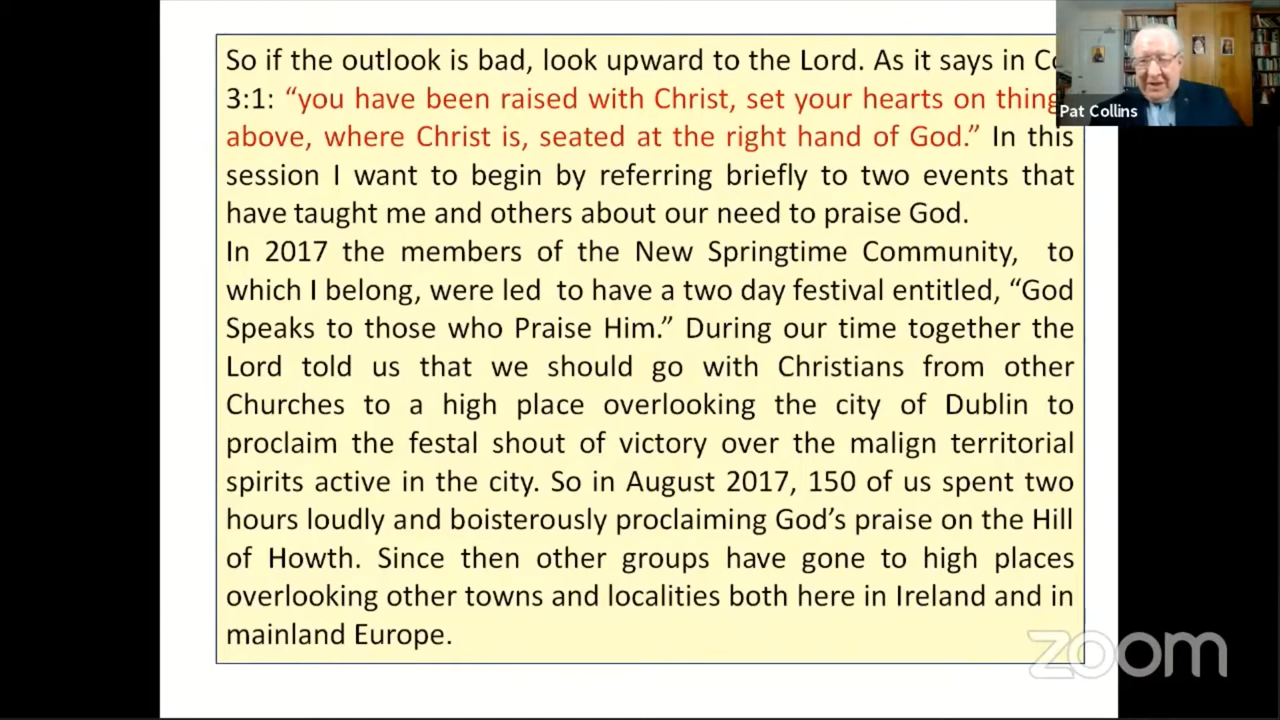 So if the outlook is bad, look upward to the Lord. As it says in
3:1: “you have been raised with Christ, set your hearts on thing
above, where Christ is, seated at the right hand of God.” In this
session I want to begin by referring briefly to two events that
have taught me and others about our need to praise God.
In 2017 the members of the New Springtime Community, to
which I belong, were led to have a two day festival entitled, “God
Speaks to those who Praise Him.” During our time together the
Lord told us that we should go with Christians from other
Churches to a high place overlooking the city of Dublin to
proclaim the festal shout of victory over the malign territorial
spirits active in the city. So in August 2017, 150 of us spent two
hours loudly and boisterously proclaiming God’s praise on the Hill
of Howth. Since then other groups have gone to high places
overlooking other towns and localities both here in Ireland and in
mainland Europe.
Pat Collins
zoom